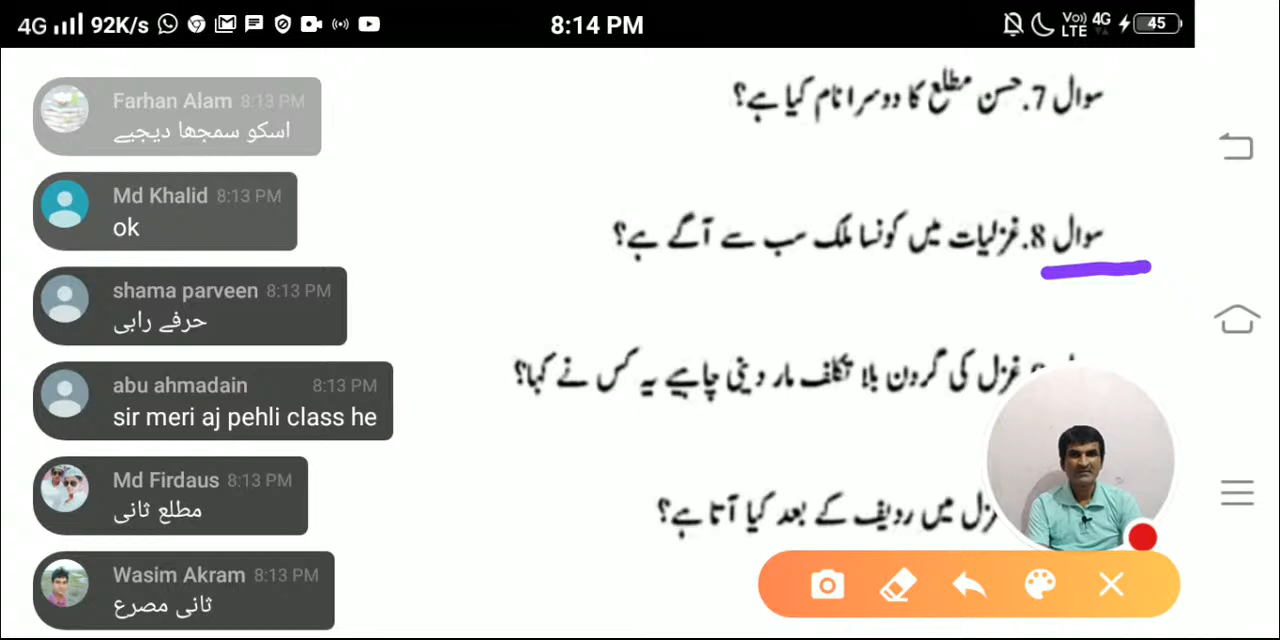 4G 92K/s 8:14 PM Vo) LTE 4G 45
Farhan Alam 8:13 PM
اسکو سمجھا دیجیے
Md Khalid 8:13 PM
ok
shama parveen 8:13 PM
حرفے رابی
abu ahmadain 8:13 PM
sir meri aj pehli class he
Md Firdaus 8:13 PM
مطلع ثانی
Wasim Akram 8:13 PM
ثانی مصرع
سوال 7.حسن مطلع کا دوسرا نام کیا ہے؟
سوال 8.غزلیات میں کونسا ملک سب سے آگے ہے؟
غزل کی گردن بلا تکلف مار دینی چاہیے یہ کس نے کہا؟
میں ردیف کے بعد کیا آتا ہے؟